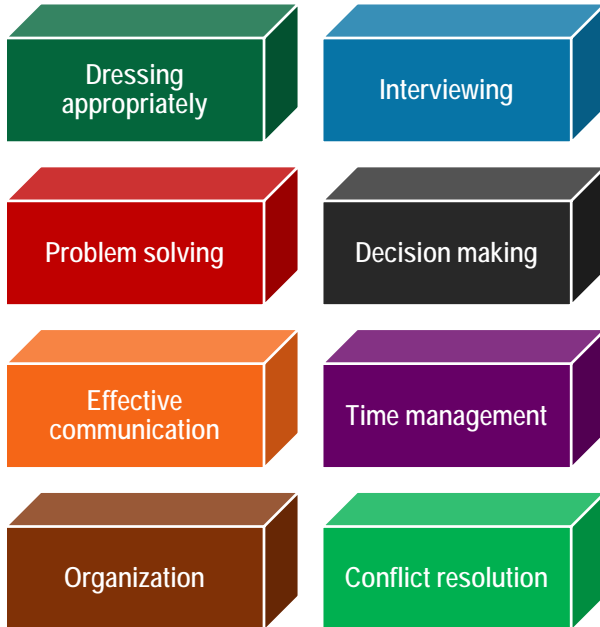 Dressing
appropriately
Interviewing
Problem solving
Decision making
Effective
communication
Time management
Organization
Conflict resolution